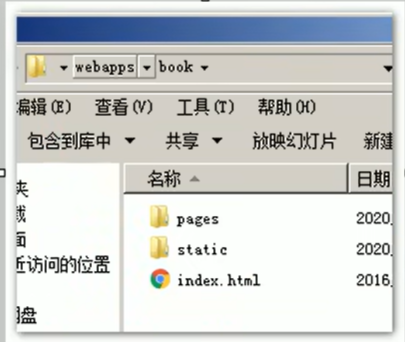 webapps book
编辑(E) 查看(V) 工具(T) 帮助(H)
包含到库中 共享 放映幻灯片 新建
名称 日期
夹
pages 2020
载
static 2020
面
近访问的位置
index.html 2016
盘